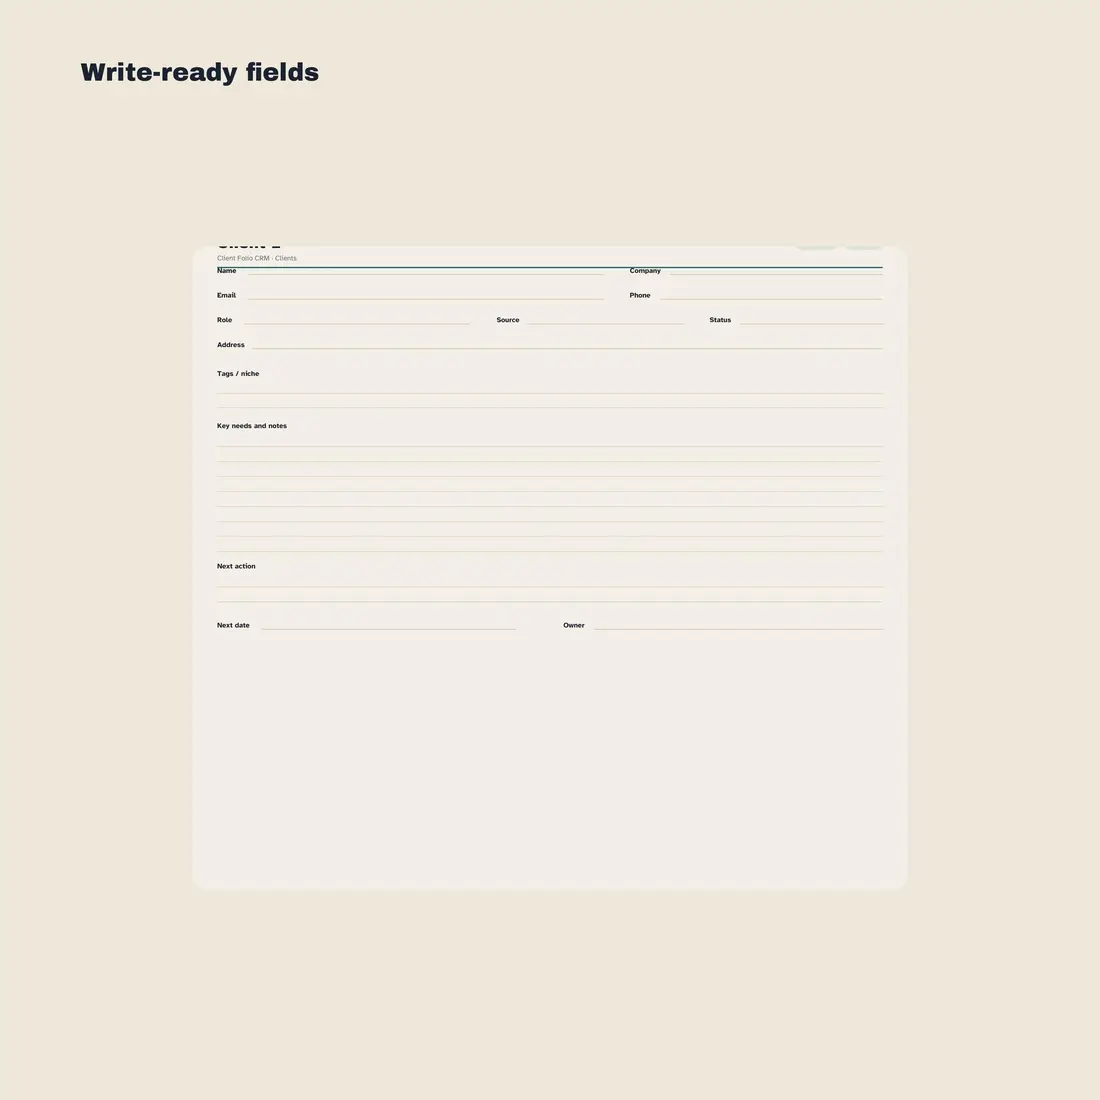 Write-ready fields
Client Folio CRM - Clients
Name Company
Email Phone
Role Source Status
Address
Tags / niche
Key needs and notes
Next action
Next date Owner